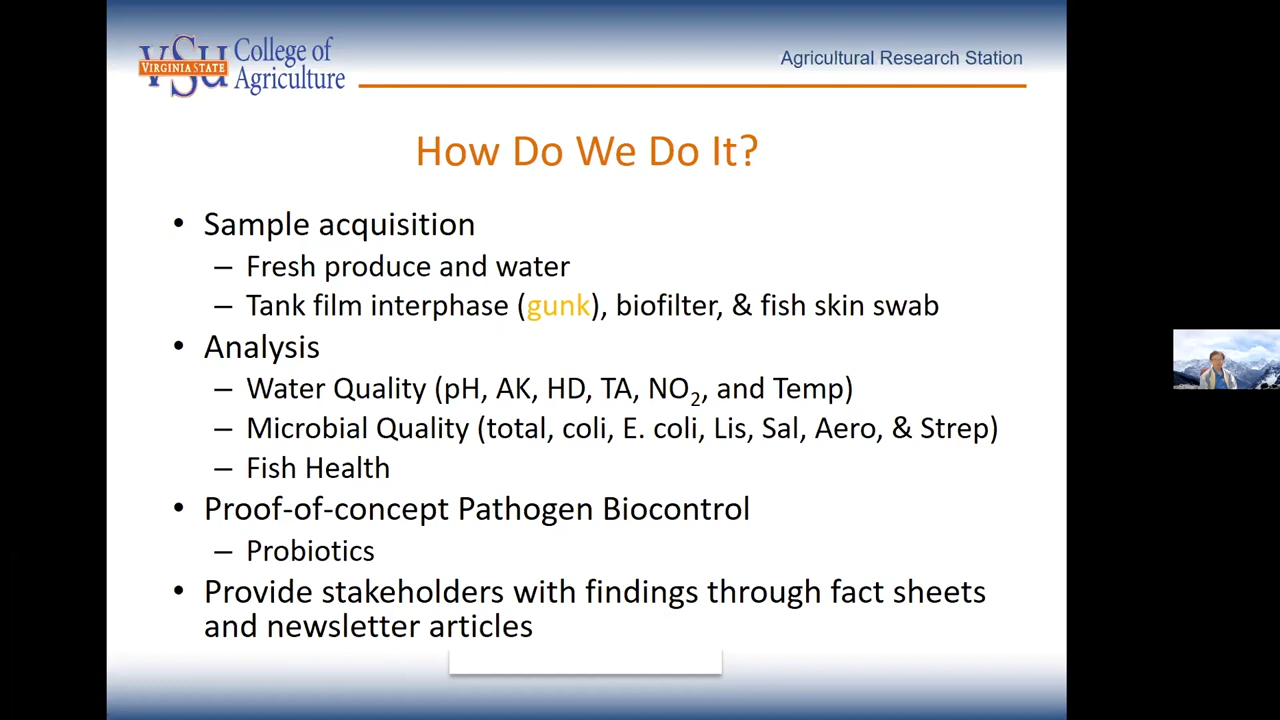 VSU
VIRGINIA STATE
College of
Agriculture
Agricultural Research Station
How Do We Do It?
• Sample acquisition
– Fresh produce and water
– Tank film interphase (gunk), biofilter, & fish skin swab
• Analysis
– Water Quality (pH, AK, HD, TA, NO₂, and Temp)
– Microbial Quality (total, coli, E. coli, Lis, Sal, Aero, & Strep)
– Fish Health
• Proof-of-concept Pathogen Biocontrol
– Probiotics
• Provide stakeholders with findings through fact sheets
and newsletter articles